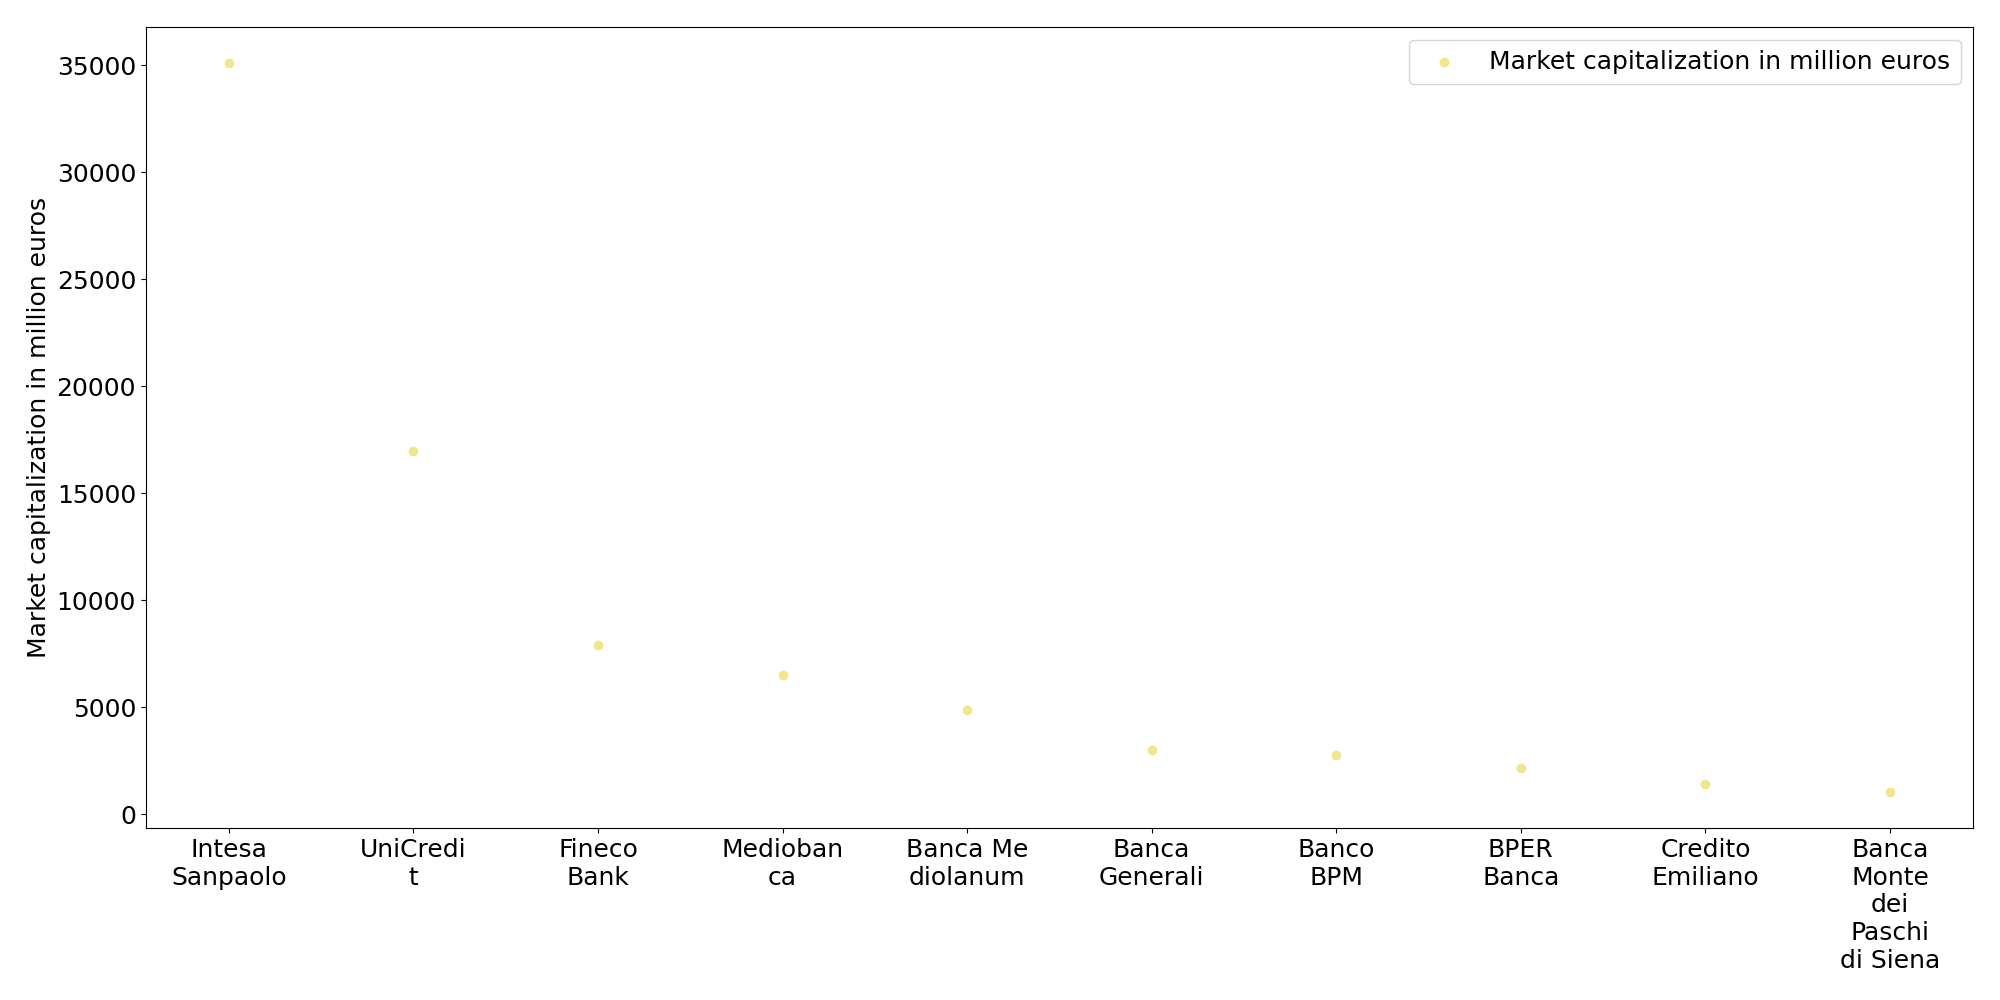 Market capitalization in million euros
Market capitalization in million euros
35000
30000
25000
20000
15000
10000
5000
0
Intesa
Sanpaolo
UniCredi
t
Fineco
Bank
Medioban
ca
Banca Me
diolanum
Banca
Generali
Banco
BPM
BPER
Banca
Credito
Emiliano
Banca
Monte
dei
Paschi
di Siena